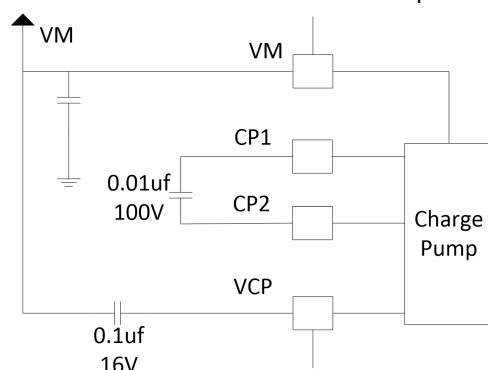 VM
VM
CP1
0.01uf
100V
CP2
Charge
Pump
VCP
0.1uf
16V